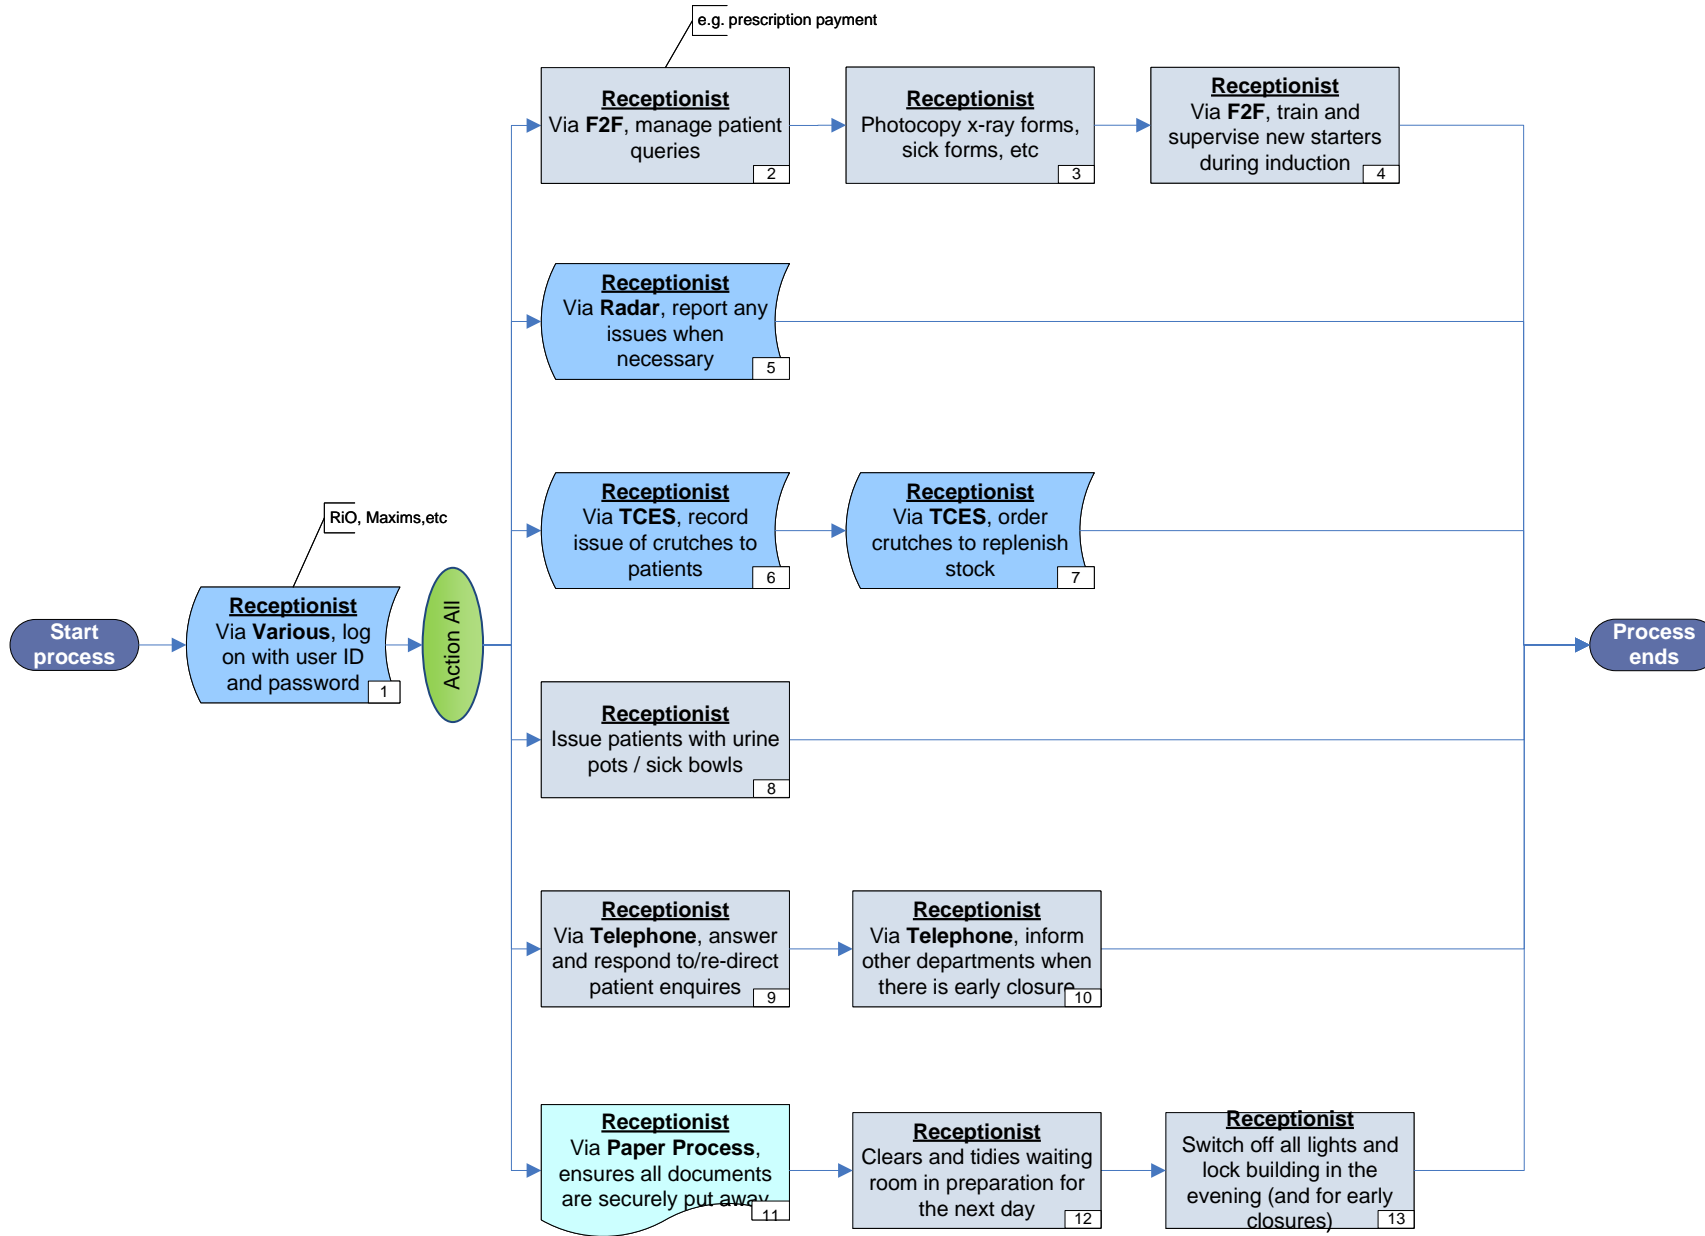 e.g. prescription payment
Receptionist
Via F2F, manage patient
queries
2
Receptionist
Photocopy x-ray forms,
sick forms, etc
3
Receptionist
Via F2F, train and
supervise new starters
during induction
4
Receptionist
Via Radar, report any
issues when
necessary
5
RiO, Maxims,etc
Receptionist
Via TCES, record
issue of crutches to
patients
6
Receptionist
Via TCES, order
crutches to replenish
stock
7
Start
process
Receptionist
Via Various, log
on with user ID
and password
1
Action All
Process
ends
Receptionist
Issue patients with urine
pots / sick bowls
8
Receptionist
Via Telephone, answer
and respond to/re-direct
patient enquires
9
Receptionist
Via Telephone, inform
other departments when
there is early closure
10
Receptionist
Via Paper Process,
ensures all documents
are securely put away
11
Receptionist
Clears and tidies waiting
room in preparation for
the next day
12
Receptionist
Switch off all lights and
lock building in the
evening (and for early
closures)
13